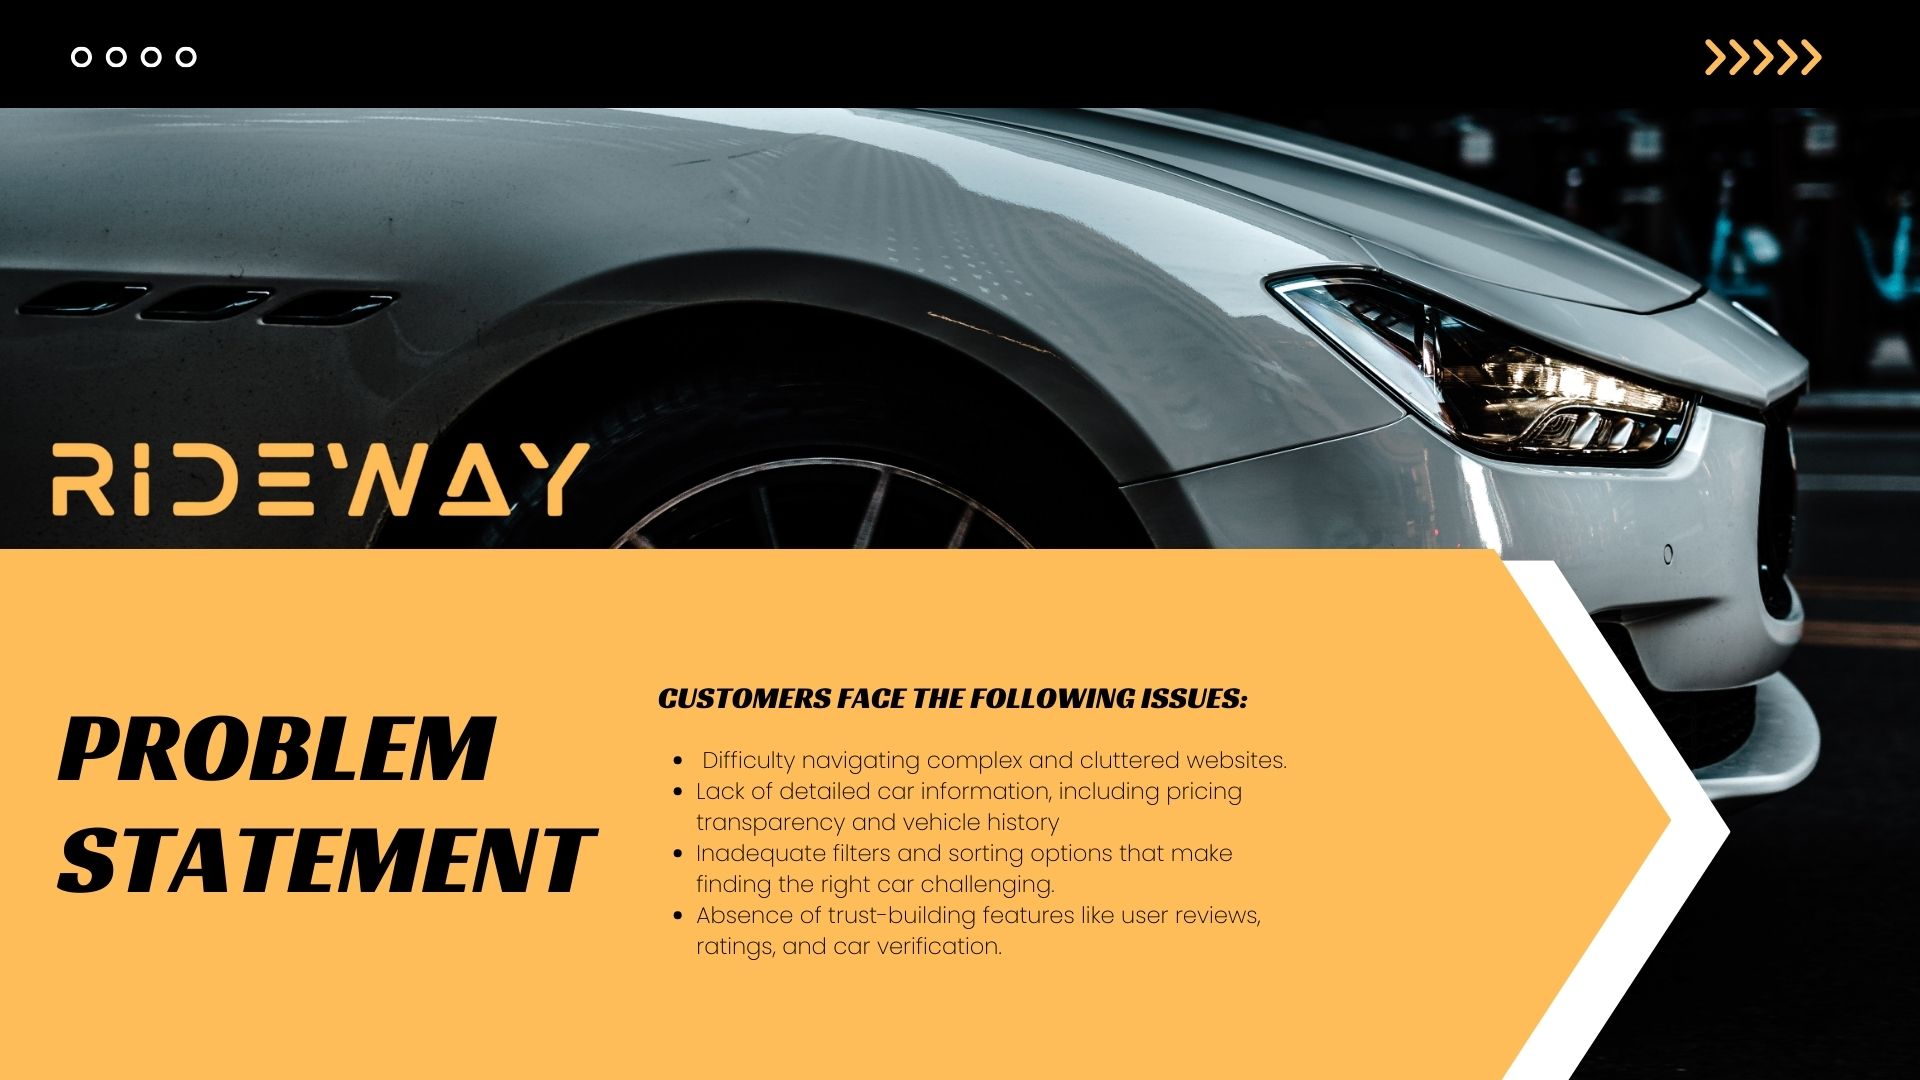 RIDEWAY
PROBLEM
STATEMENT
CUSTOMERS FACE THE FOLLOWING ISSUES:
• Difficulty navigating complex and cluttered websites.
• Lack of detailed car information, including pricing
transparency and vehicle history
• Inadequate filters and sorting options that make
finding the right car challenging.
• Absence of trust-building features like user reviews,
ratings, and car verification.